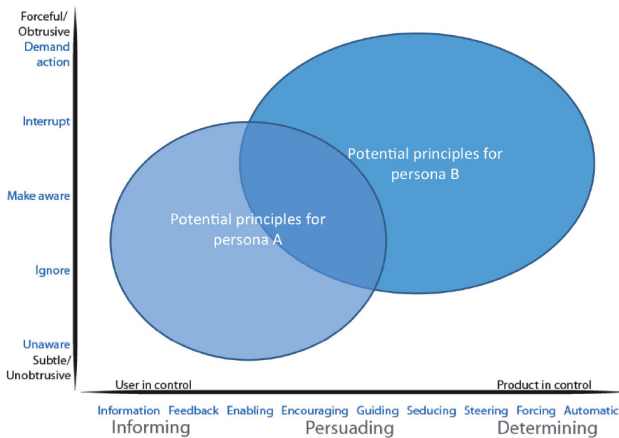 Forceful/
Obtrusive
Demand
action
Interrupt
Make aware
Ignore
Unaware
Subtle/
Unobtrusive
Potential principles for
persona B
Potential principles for
persona A
User in control
Product in control
Information Feedback Enabling Encouraging Guiding Seducing Steering Forcing Automatic
Informing Persuading Determining